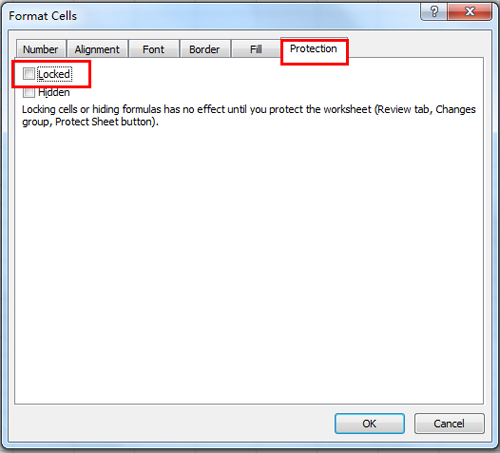 Format Cells
?
Number Alignment Font Border Fill Protection
Locked
Hidden
Locking cells or hiding formulas has no effect until you protect the worksheet (Review tab, Changes
group, Protect Sheet button).
OK Cancel